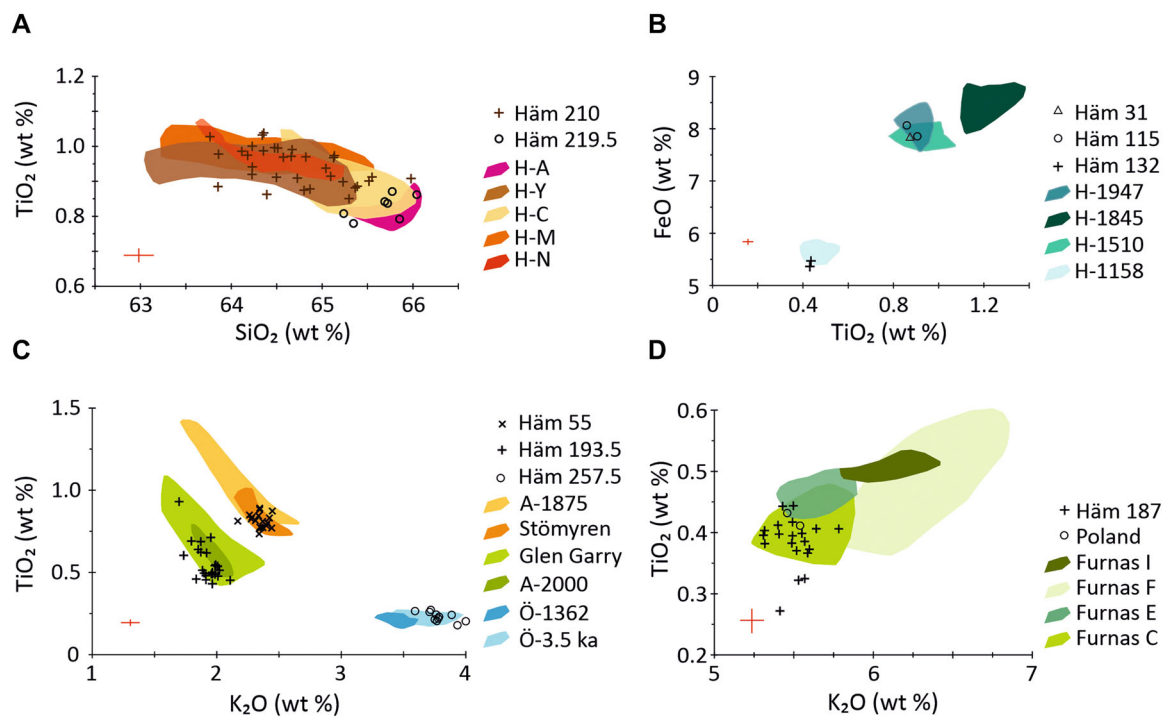 A
TiO₂ (wt %)
1.2
1.0
0.8
0.6
63
64
65
66
SiO₂ (wt %)
Häm 210
Häm 219.5
H-A
H-Y
H-C
H-M
H-N
B
FeO (wt %)
9
8
7
6
5
0
0.4
0.8
1.2
TiO₂ (wt %)
Häm 31
Häm 115
Häm 132
H-1947
H-1845
H-1510
H-1158
C
TiO₂ (wt %)
1.5
1.0
0.5
0
1
2
3
4
K₂O (wt %)
Häm 55
Häm 193.5
Häm 257.5
A-1875
Stömyren
Glen Garry
A-2000
Ö-1362
Ö-3.5 ka
D
TiO₂ (wt %)
0.6
0.5
0.4
0.3
0.2
5
6
7
K₂O (wt %)
Häm 187
Poland
Furnas I
Furnas F
Furnas E
Furnas C